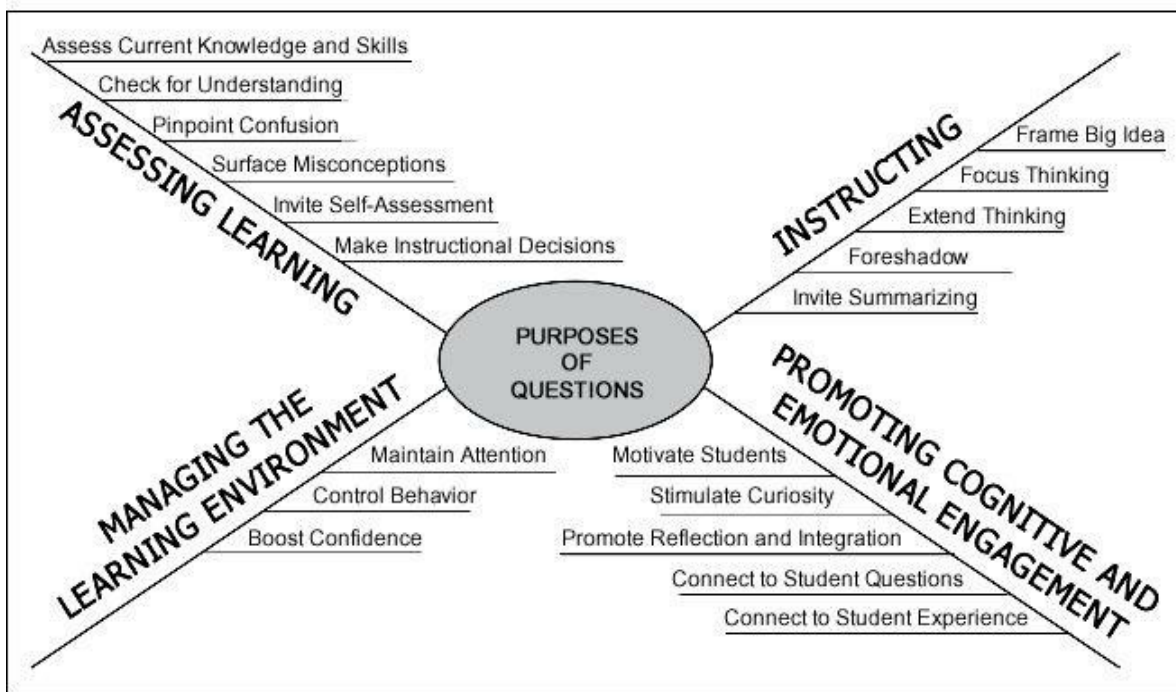 Assess Current Knowledge and Skills
Check for Understanding
Pinpoint Confusion
Surface Misconceptions
Invite Self-Assessment
Make Instructional Decisions
ASSESSING LEARNING
INSTRUCTING
Frame Big Idea
Focus Thinking
Extend Thinking
Foreshadow
Invite Summarizing
PURPOSES
OF
QUESTIONS
MANAGING THE
LEARNING ENVIRONMENT
Maintain Attention
Control Behavior
Boost Confidence
PROMOTING COGNITIVE AND
EMOTIONAL ENGAGEMENT
Motivate Students
Stimulate Curiosity
Promote Reflection and Integration
Connect to Student Questions
Connect to Student Experience